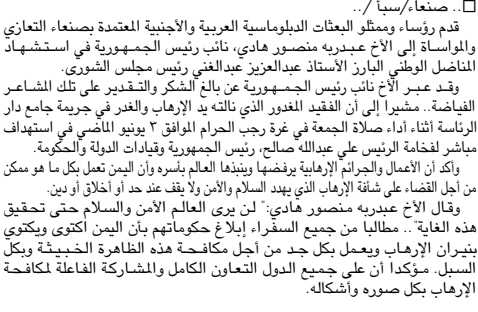 □.. صنعاء/سبأ /..
قدم رؤساء وممثلو البعثات الدبلوماسية العربية والأجنبية المعتمدة بصنعاء التعازي
والمواساة إلى الأخ عبدربه منصور هادي، نائب رئيس الجمهورية في استشهاد
المناضل الوطني البارز الأستاذ عبدالعزيز عبدالغني رئيس مجلس الشورى.
وقد عبر الأخ نائب رئيس الجمهورية عن بالغ الشكر والتقدير على تلك المشاعر
الفياضة.. مشيرا إلى أن الفقيد المغدور الذي نالته يد الإرهاب والغدر في جريمة جامع دار
الرئاسة أثناء أداء صلاة الجمعة في غرة رجب الحرام الموافق ٣ يونيو الماضي في استهداف
مباشر لفخامة الرئيس علي عبدالله صالح، رئيس الجمهورية وقيادات الدولة والحكومة.
وأكد أن الأعمال والجرائم الإرهابية يرفضها وينبذها العالم بأسره وأن اليمن تعمل بكل ما هو ممكن
من أجل القضاء على شأفة الإرهاب الذي يهدد السلام والأمن ولا يقف عند حد أو أخلاق أو دين.
وقال الأخ عبدربه منصور هادي:" لن يرى العالم الأمن والسلام حتى تحقيق
هذه الغاية".. مطالبا من جميع السفراء إبلاغ حكوماتهم بأن اليمن أكتوى ويكتوي
بنيران الإرهاب ويعمل بكل جد من أجل مكافحة هذه الظاهرة الخبيثة وبكل
السبل. مؤكدا أن على جميع الدول التعاون الكامل والمشاركة الفاعلة لمكافحة
الإرهاب بكل صوره وأشكاله.